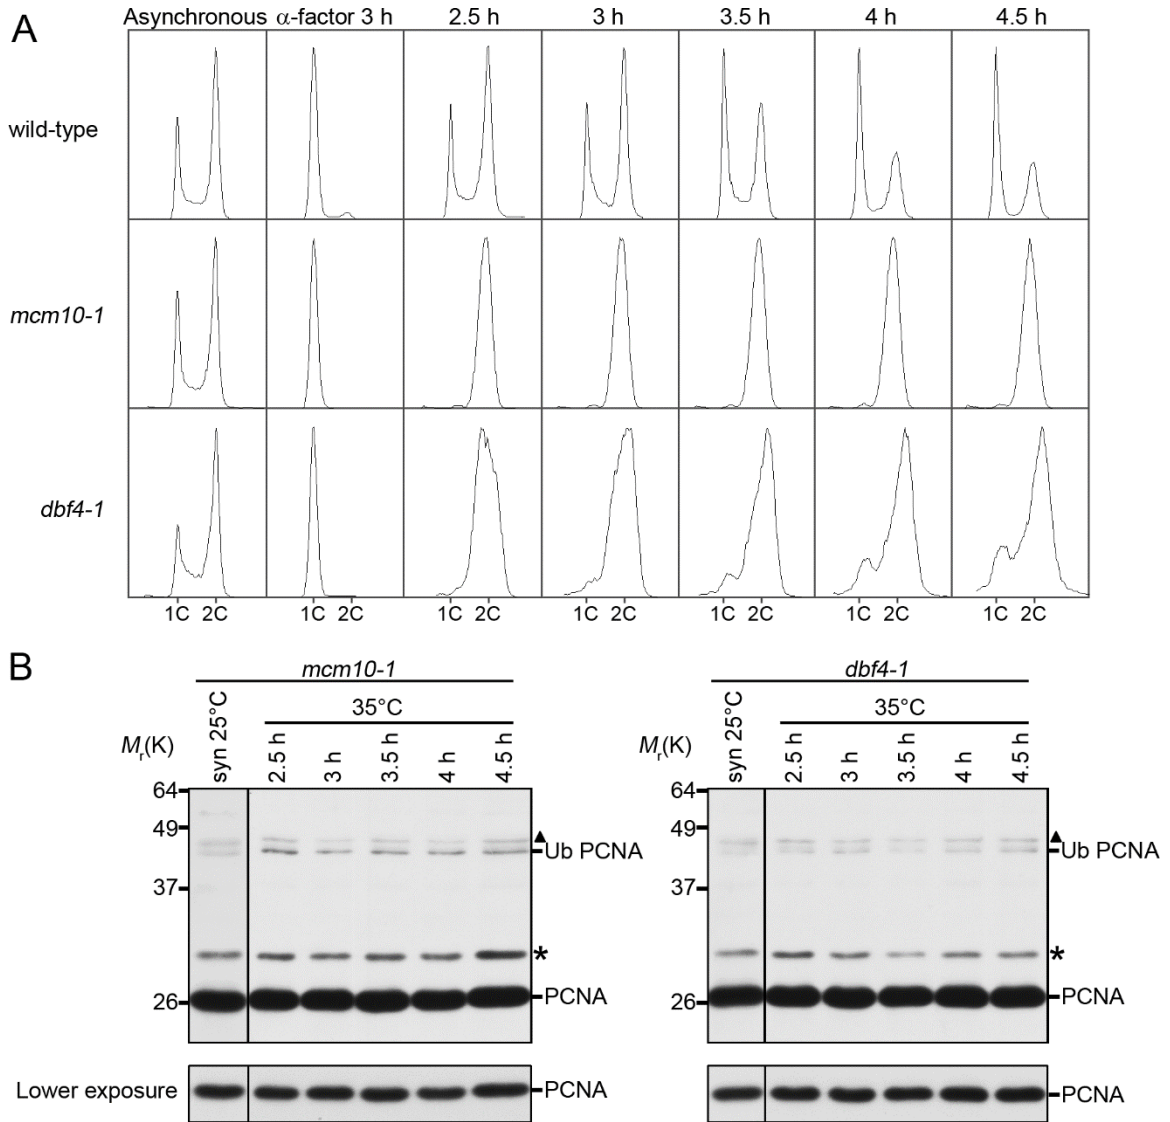 A
Asynchronous α-factor 3 h 2.5 h 3 h 3.5 h 4 h 4.5 h
wild-type
mcm10-1
dbf4-1
1C 2C 1C 2C 1C 2C 1C 2C 1C 2C 1C 2C 1C 2C
B
mcm10-1 dbf4-1
35°C 35°C
Mr(K) syn 25°C 2.5 h 3 h 3.5 h 4 h 4.5 h Mr(K) syn 25°C 2.5 h 3 h 3.5 h 4 h 4.5 h
64 64
49 ▲ 49 ▲
Ub PCNA Ub PCNA
37 37
* *
26 PCNA 26 PCNA
Lower exposure PCNA PCNA